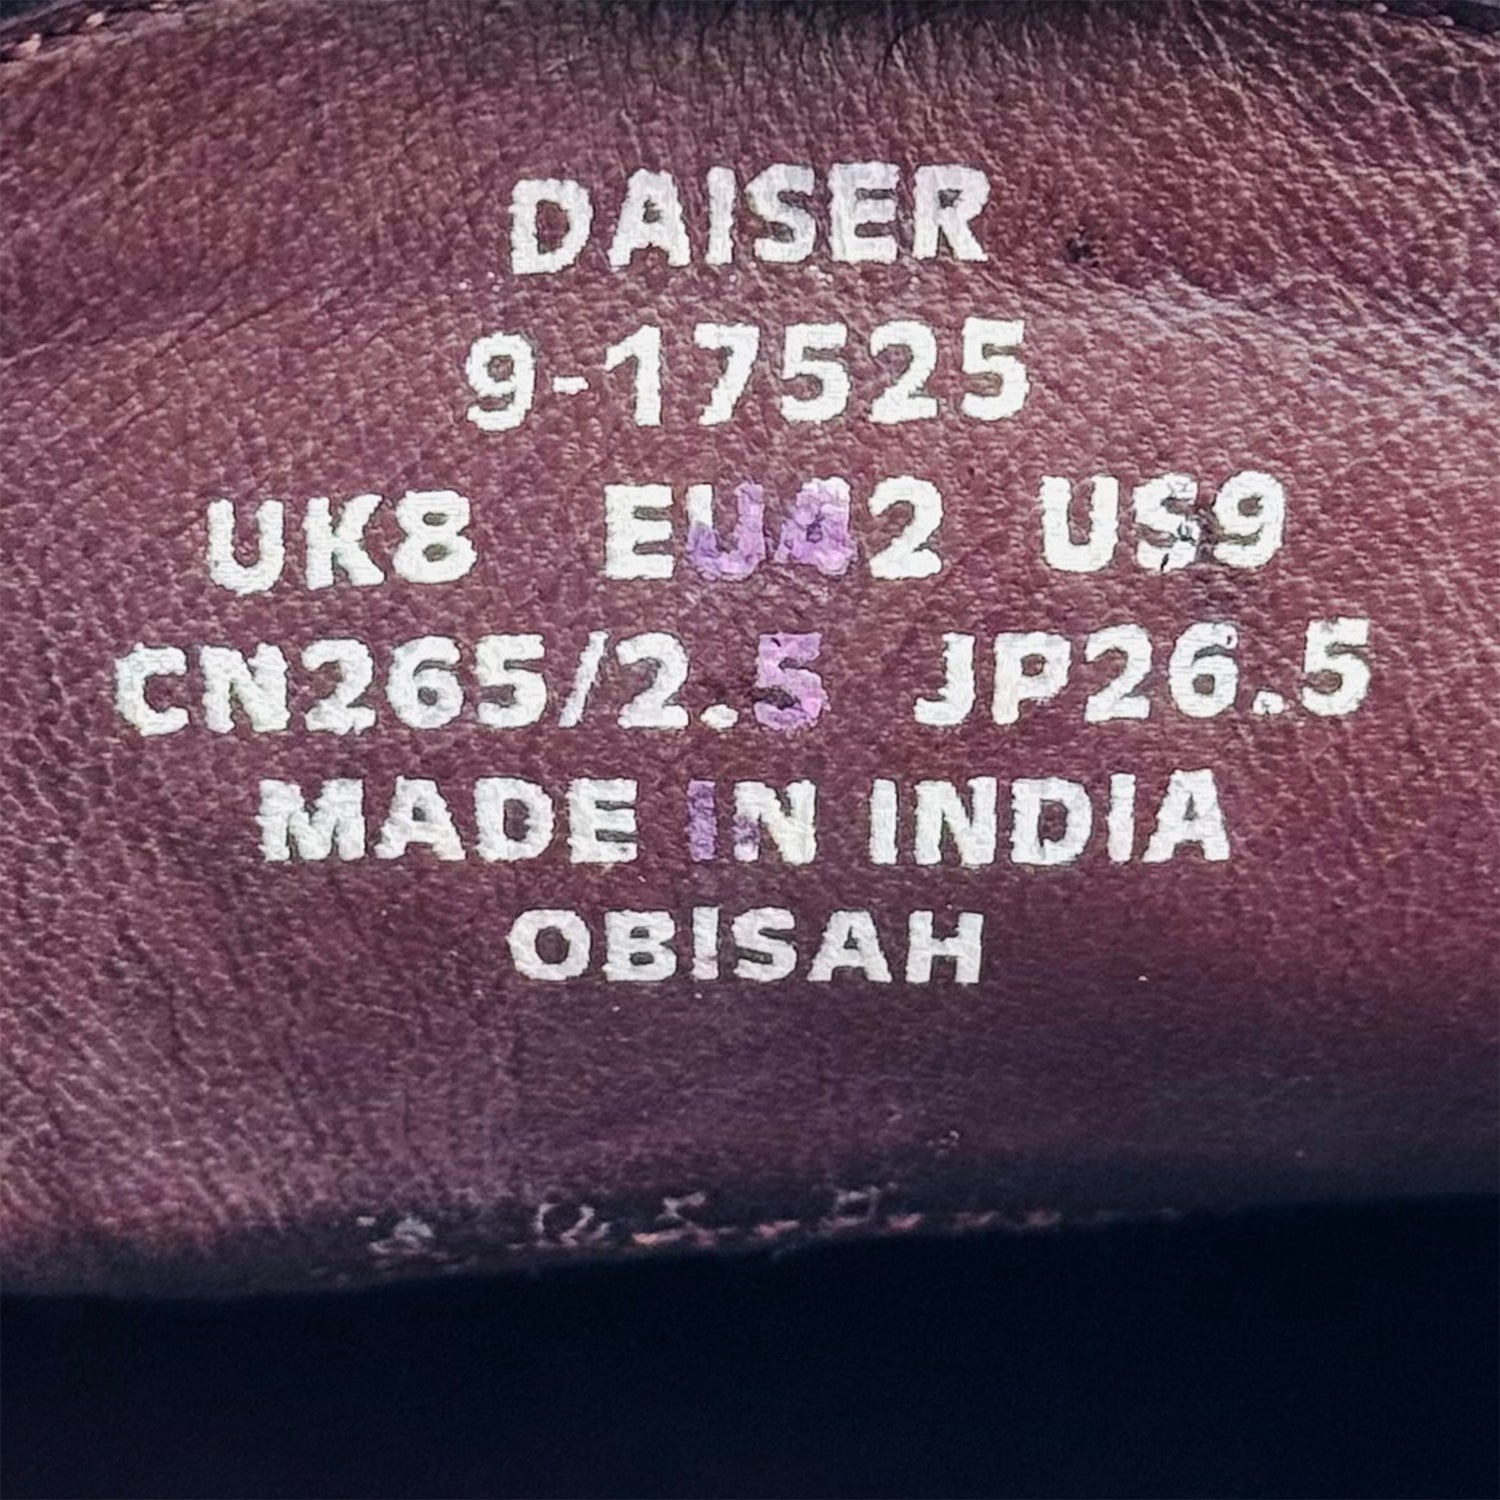 DAISER
9-17525
UK8 EU42 US9
CN265/2.5 JP26.5
MADE IN INDIA
OBISAH